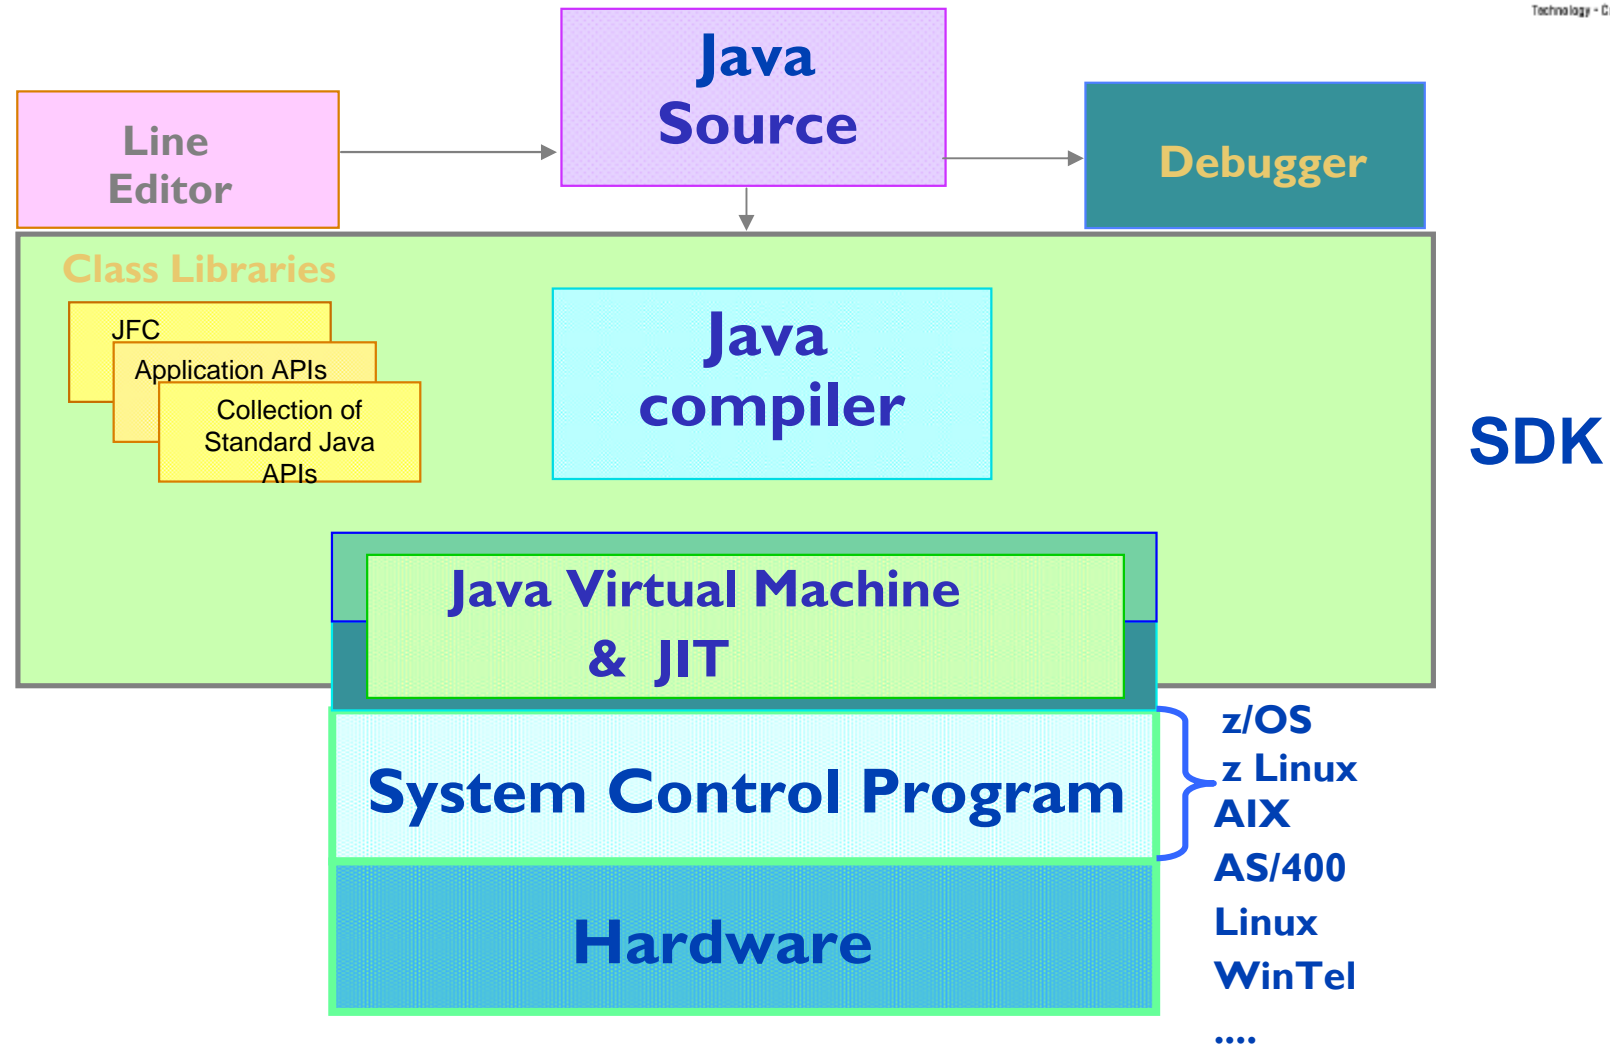 Technology - C
Java
Source
Line
Editor
Debugger
Class Libraries
JFC
Application APIs
Collection of
Standard Java
APIs
Java
compiler
SDK
Java Virtual Machine
& JIT
System Control Program
Hardware
z/OS
z Linux
AIX
AS/400
Linux
WinTel
....